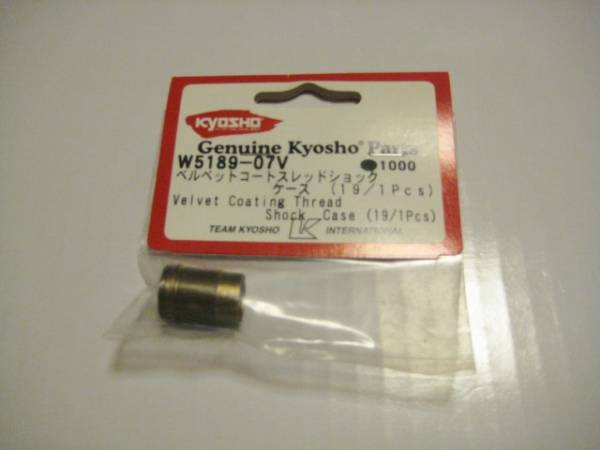 KYOSHO
Genuine Kyosho® Parts
W5189-07V ●1000
ベルベットコートスレッドショック
ケース (19/1Pcs)
Velvet Coating Thread
Shock Case (19/1Pcs)
TEAM KYOSHO K INTERNATIONAL